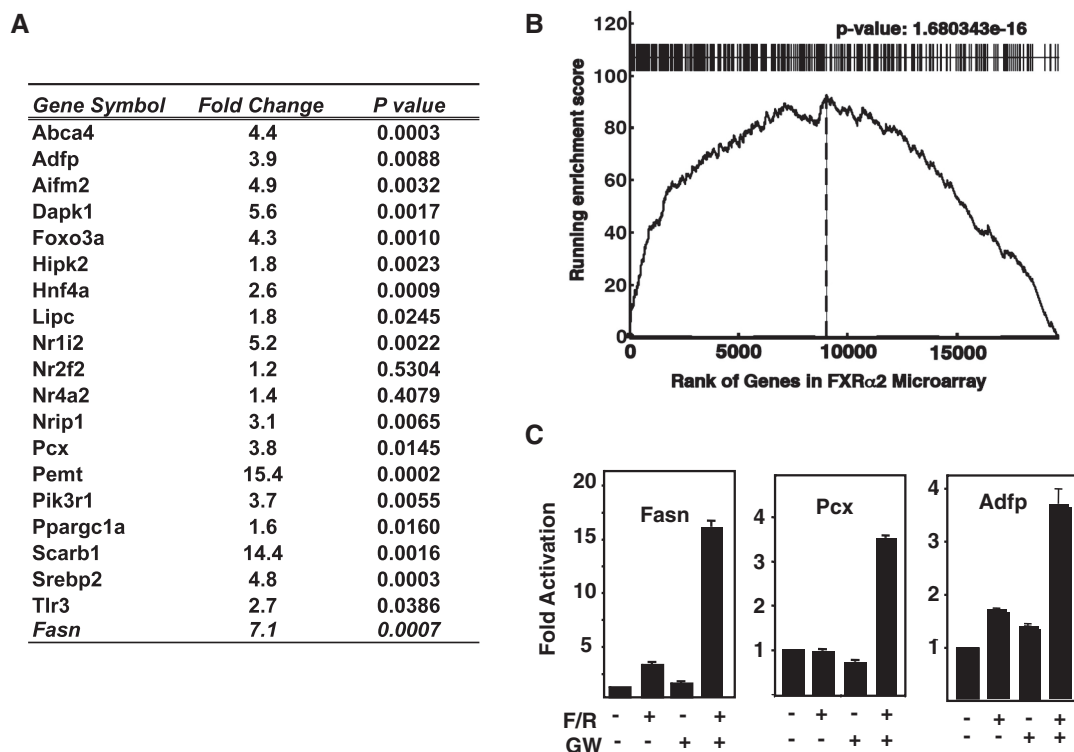 A
Gene Symbol Fold Change P value
Abca4 4.4 0.0003
Adfp 3.9 0.0088
Aifm2 4.9 0.0032
Dapk1 5.6 0.0017
Foxo3a 4.3 0.0010
Hipk2 1.8 0.0023
Hnf4a 2.6 0.0009
Lipc 1.8 0.0245
Nr1i2 5.2 0.0022
Nr2f2 1.2 0.5304
Nr4a2 1.4 0.4079
Nrip1 3.1 0.0065
Pcx 3.8 0.0145
Pemt 15.4 0.0002
Pik3r1 3.7 0.0055
Ppargc1a 1.6 0.0160
Scarb1 14.4 0.0016
Srebp2 4.8 0.0003
Tlr3 2.7 0.0386
Fasn 7.1 0.0007
B
p-value: 1.680343e-16
Running enrichment score
120
100
80
60
40
20
0
0 5000 10000 15000
Rank of Genes in FXRα2 Microarray
C
Fold Activation
20
15
10
5
Fasn
4
3
2
1
Pcx
4
3
2
1
Adfp
F/R - + - + - + - + - + - +
GW - - + + - - + + - - + +